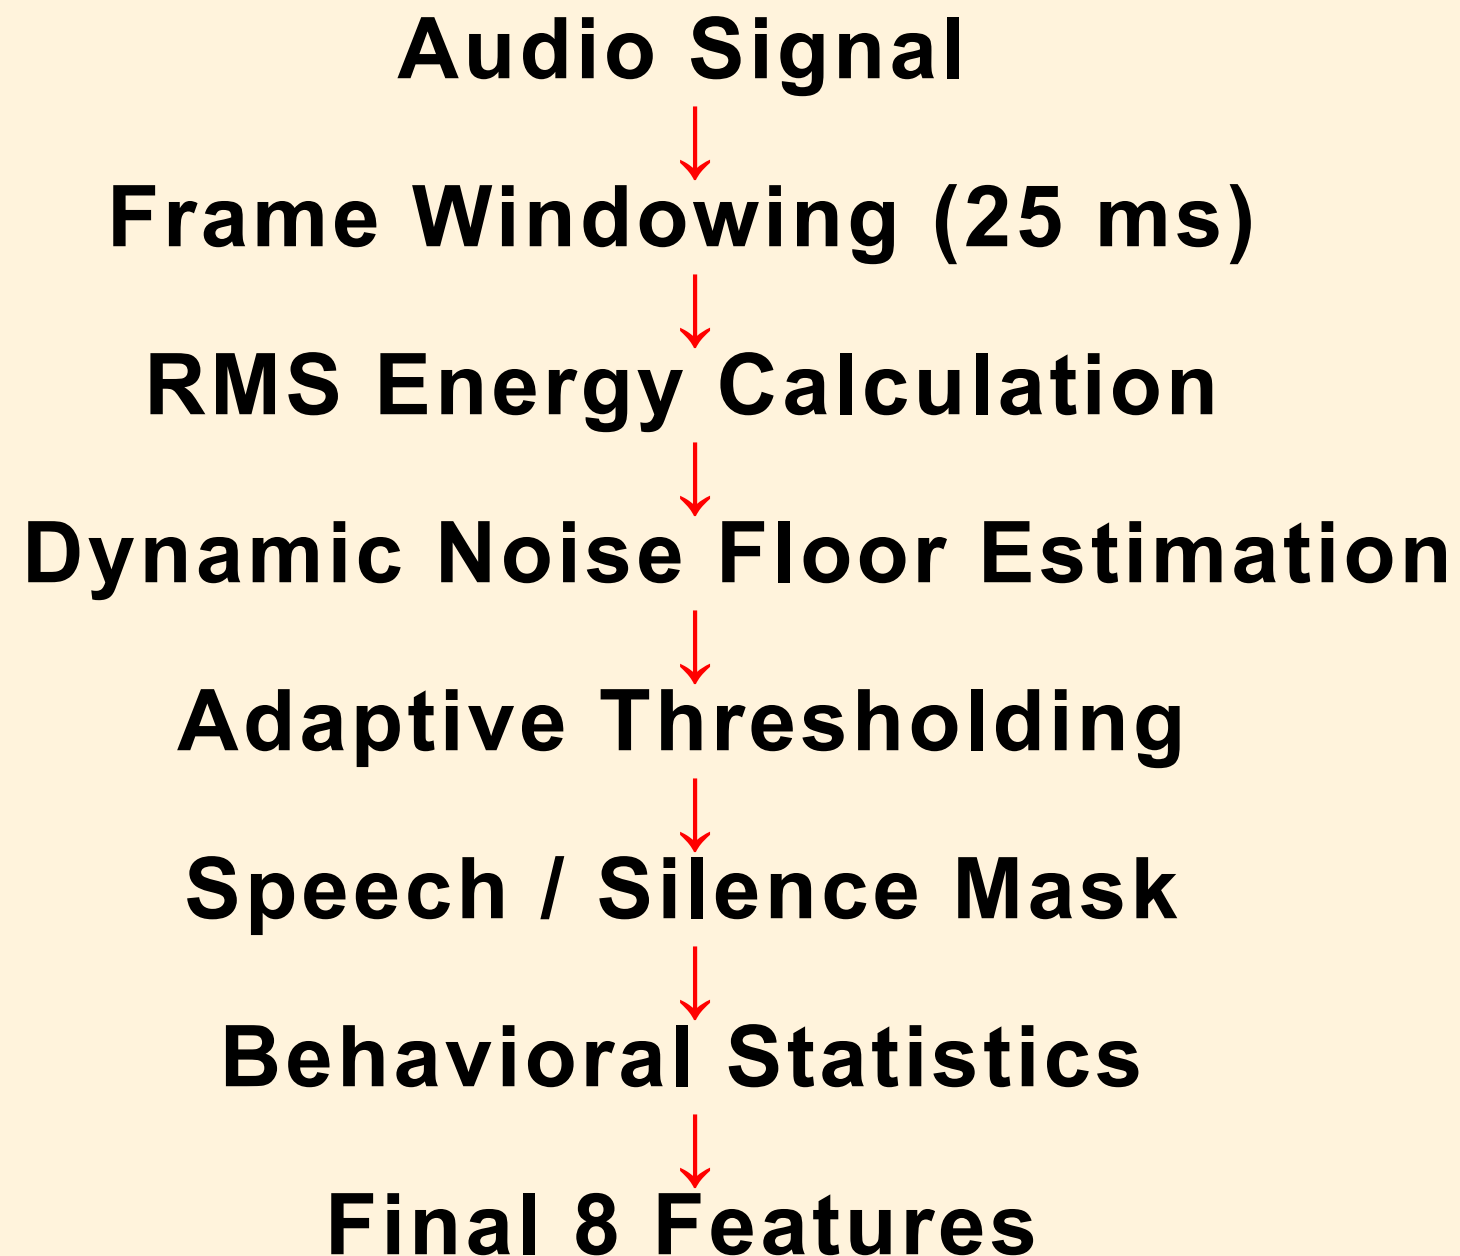 Audio Signal
↓
Frame Windowing (25 ms)
↓
RMS Energy Calculation
↓
Dynamic Noise Floor Estimation
↓
Adaptive Thresholding
↓
Speech / Silence Mask
↓
Behavioral Statistics
↓
Final 8 Features